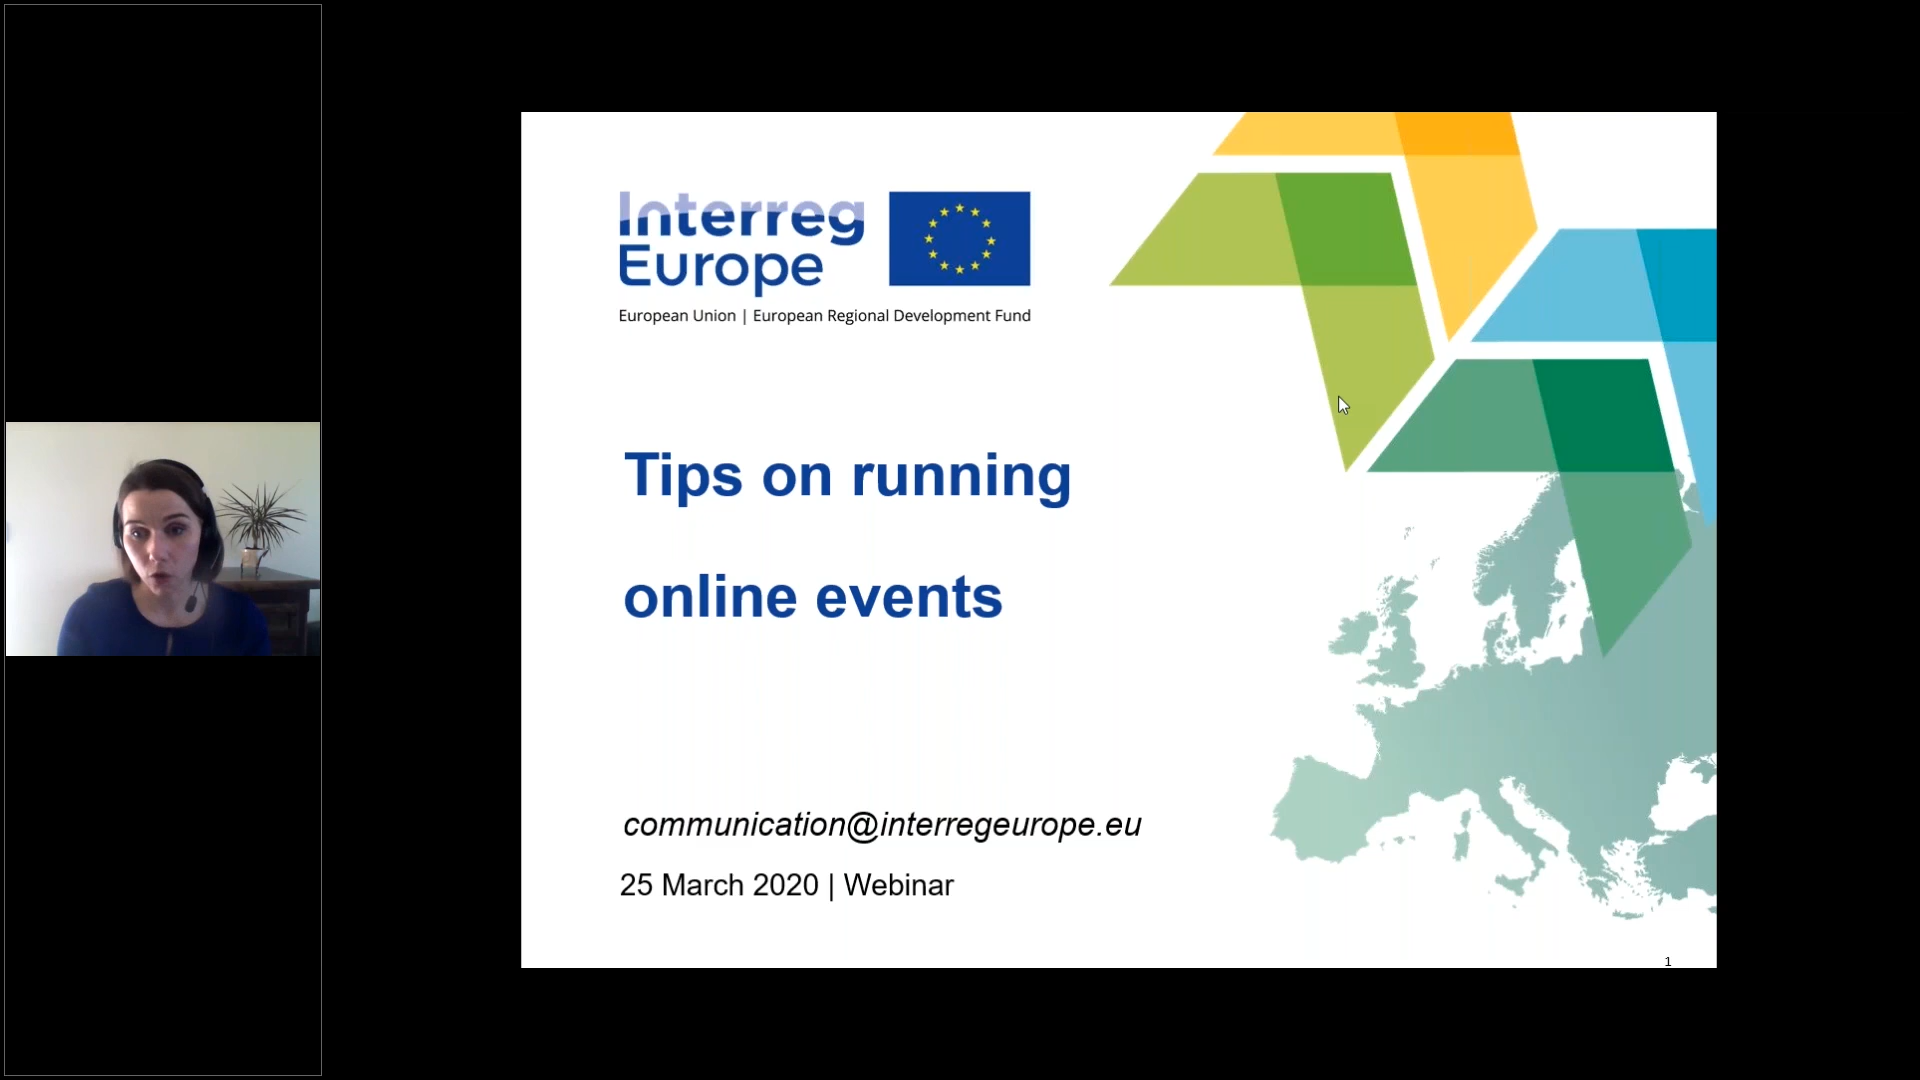 Interreg
Europe
European Union | European Regional Development Fund
Tips on running
online events
communication@interregeurope.eu
25 March 2020 | Webinar
1